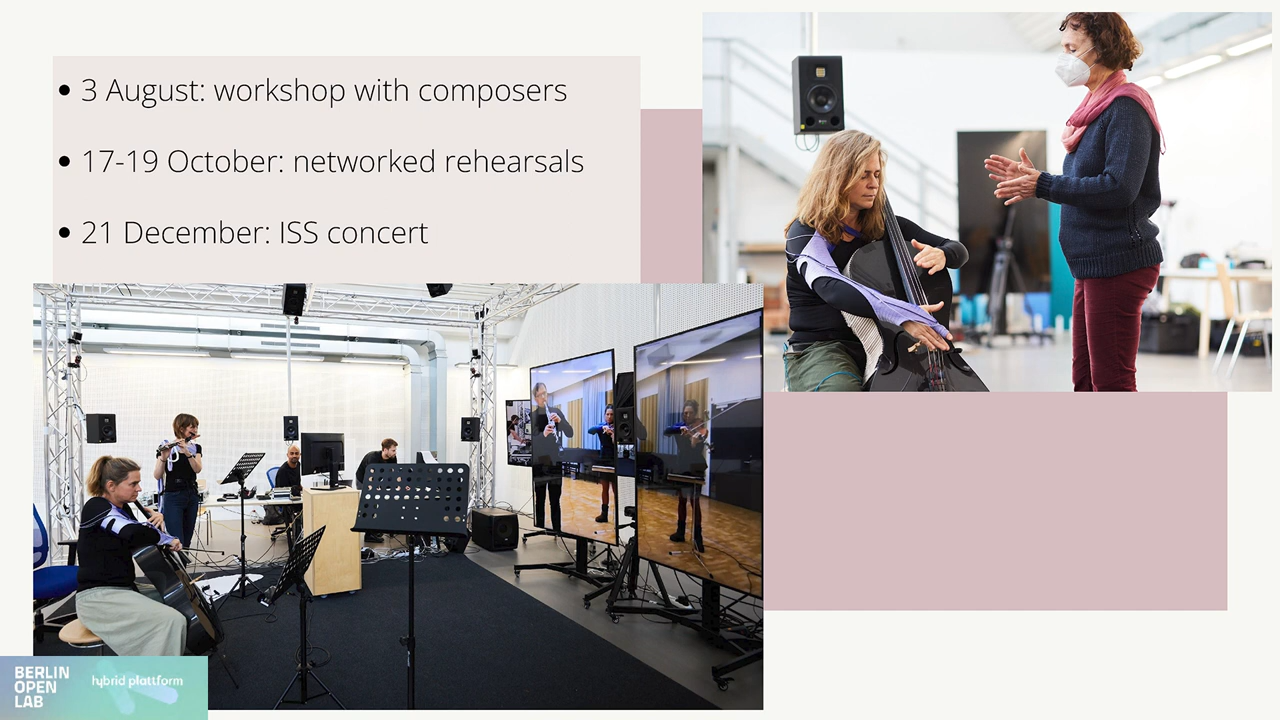 • 3 August: workshop with composers
• 17-19 October: networked rehearsals
• 21 December: ISS concert
BERLIN
OPEN
LAB
hybrid plattform